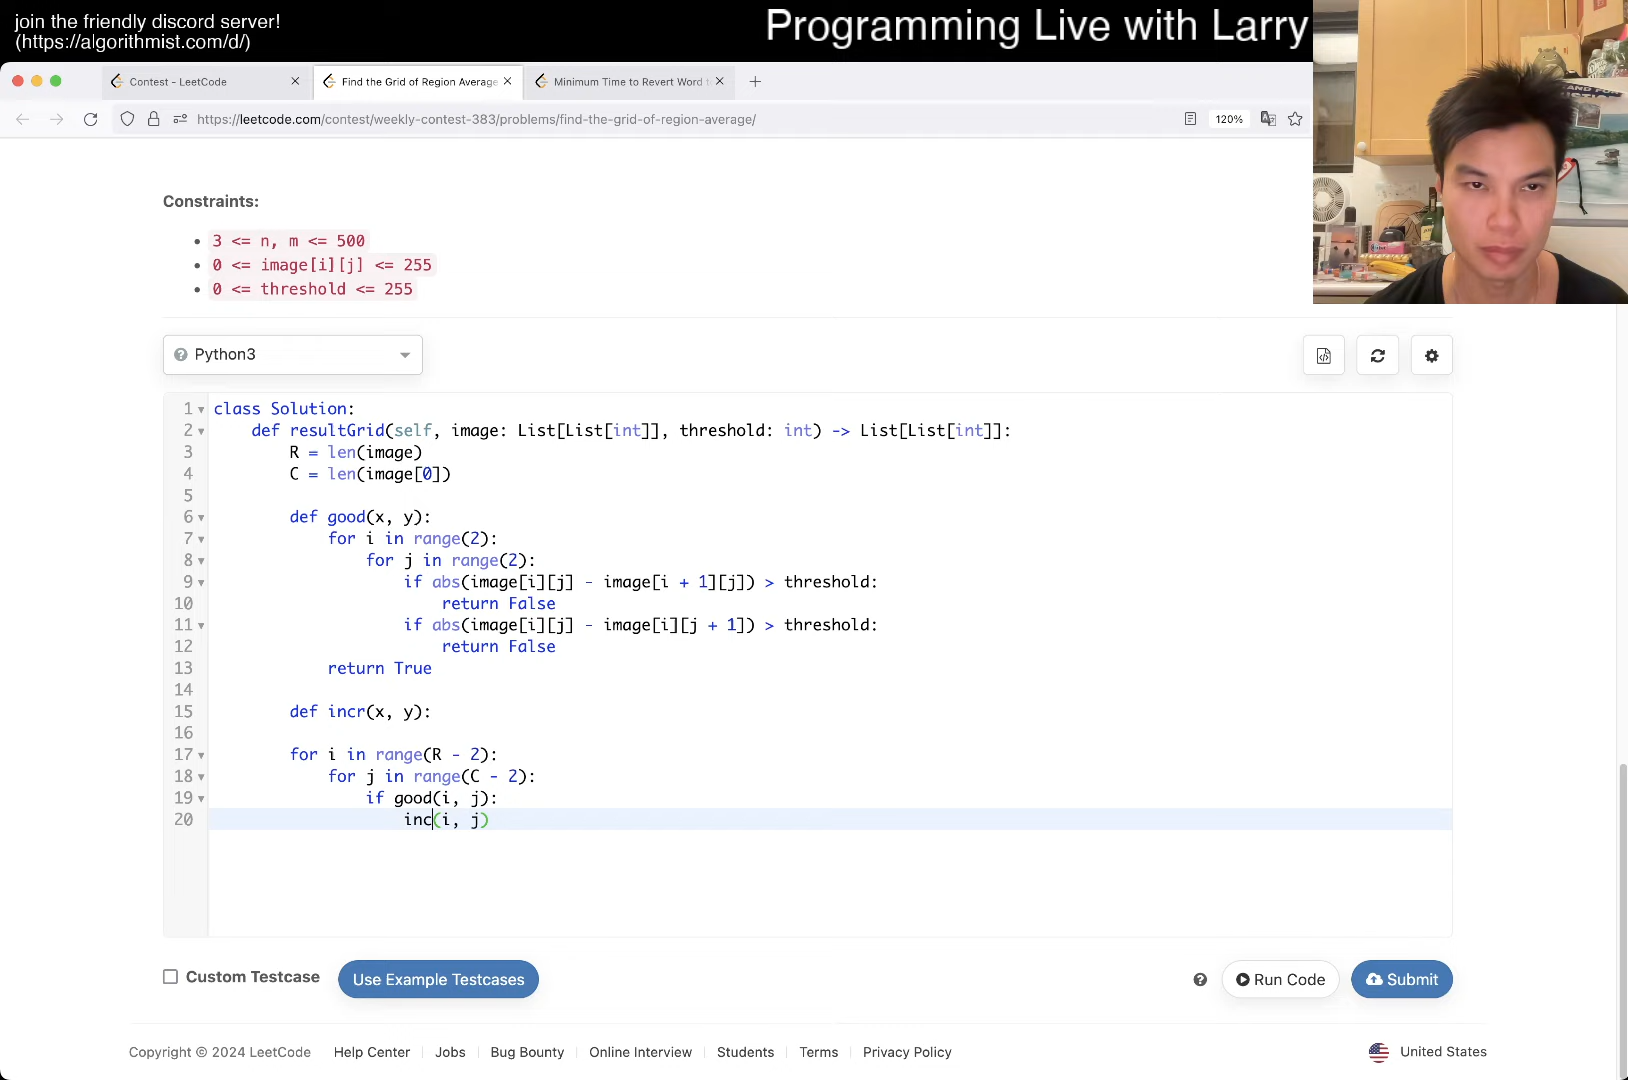 join the friendly discord server!
(https://algorithmist.com/d/)
Programming Live with Larry
Contest - LeetCode
Find the Grid of Region Average
Minimum Time to Revert Word t
https://leetcode.com/contest/weekly-contest-383/problems/find-the-grid-of-region-average/
120%
Constraints:
3 <= n, m <= 500
0 <= image[i][j] <= 255
0 <= threshold <= 255
Python3
1 class Solution:
2 def resultGrid(self, image: List[List[int]], threshold: int) -> List[List[int]]:
3 R = len(image)
4 C = len(image[0])
5
6 def good(x, y):
7 for i in range(2):
8 for j in range(2):
9 if abs(image[i][j] - image[i + 1][j]) > threshold:
10 return False
11 if abs(image[i][j] - image[i][j + 1]) > threshold:
12 return False
13 return True
14
15 def incr(x, y):
16
17 for i in range(R - 2):
18 for j in range(C - 2):
19 if good(i, j):
20 inc(i, j)
Custom Testcase
Use Example Testcases
Run Code
Submit
Copyright © 2024 LeetCode
Help Center
Jobs
Bug Bounty
Online Interview
Students
Terms
Privacy Policy
United States